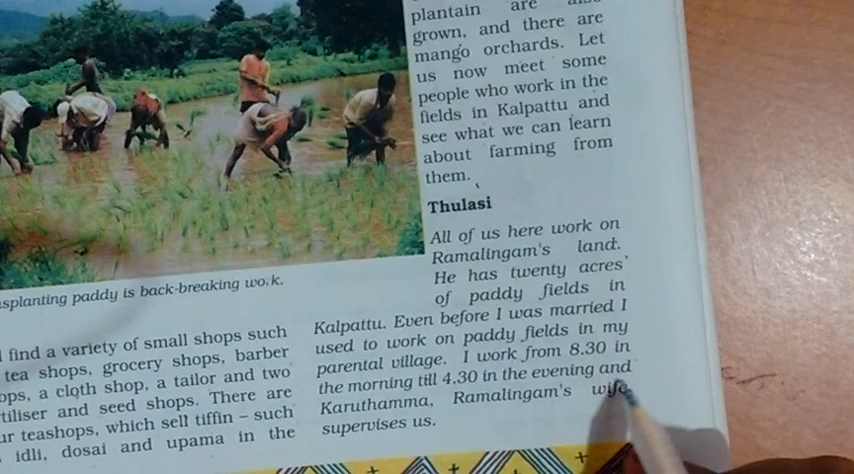 plantain are
grown, and there are
mango orchards. Let
us now meet some
people who work in the
fields in Kalpattu and
see what we can learn
about farming from
them.
Thulasi
All of us here work on
Ramalingam's land.
He has twenty acres
of paddy fields in
Kalpattu. Even before I was married I
used to work on paddy fields in my
parental village. I work from 8.30 in
the morning till 4.30 in the evening and
Karuthamma, Ramalingam's wife
supervises us.
splanting paddy is back-breaking wo.k.
find a variety of small shops such
tea shops, grocery shops, barber
ops, a cloth shop, a tailor and two
tiliser and seed shops. There are
ur teashops, which sell tiffin – such
idli, dosai and upama in the